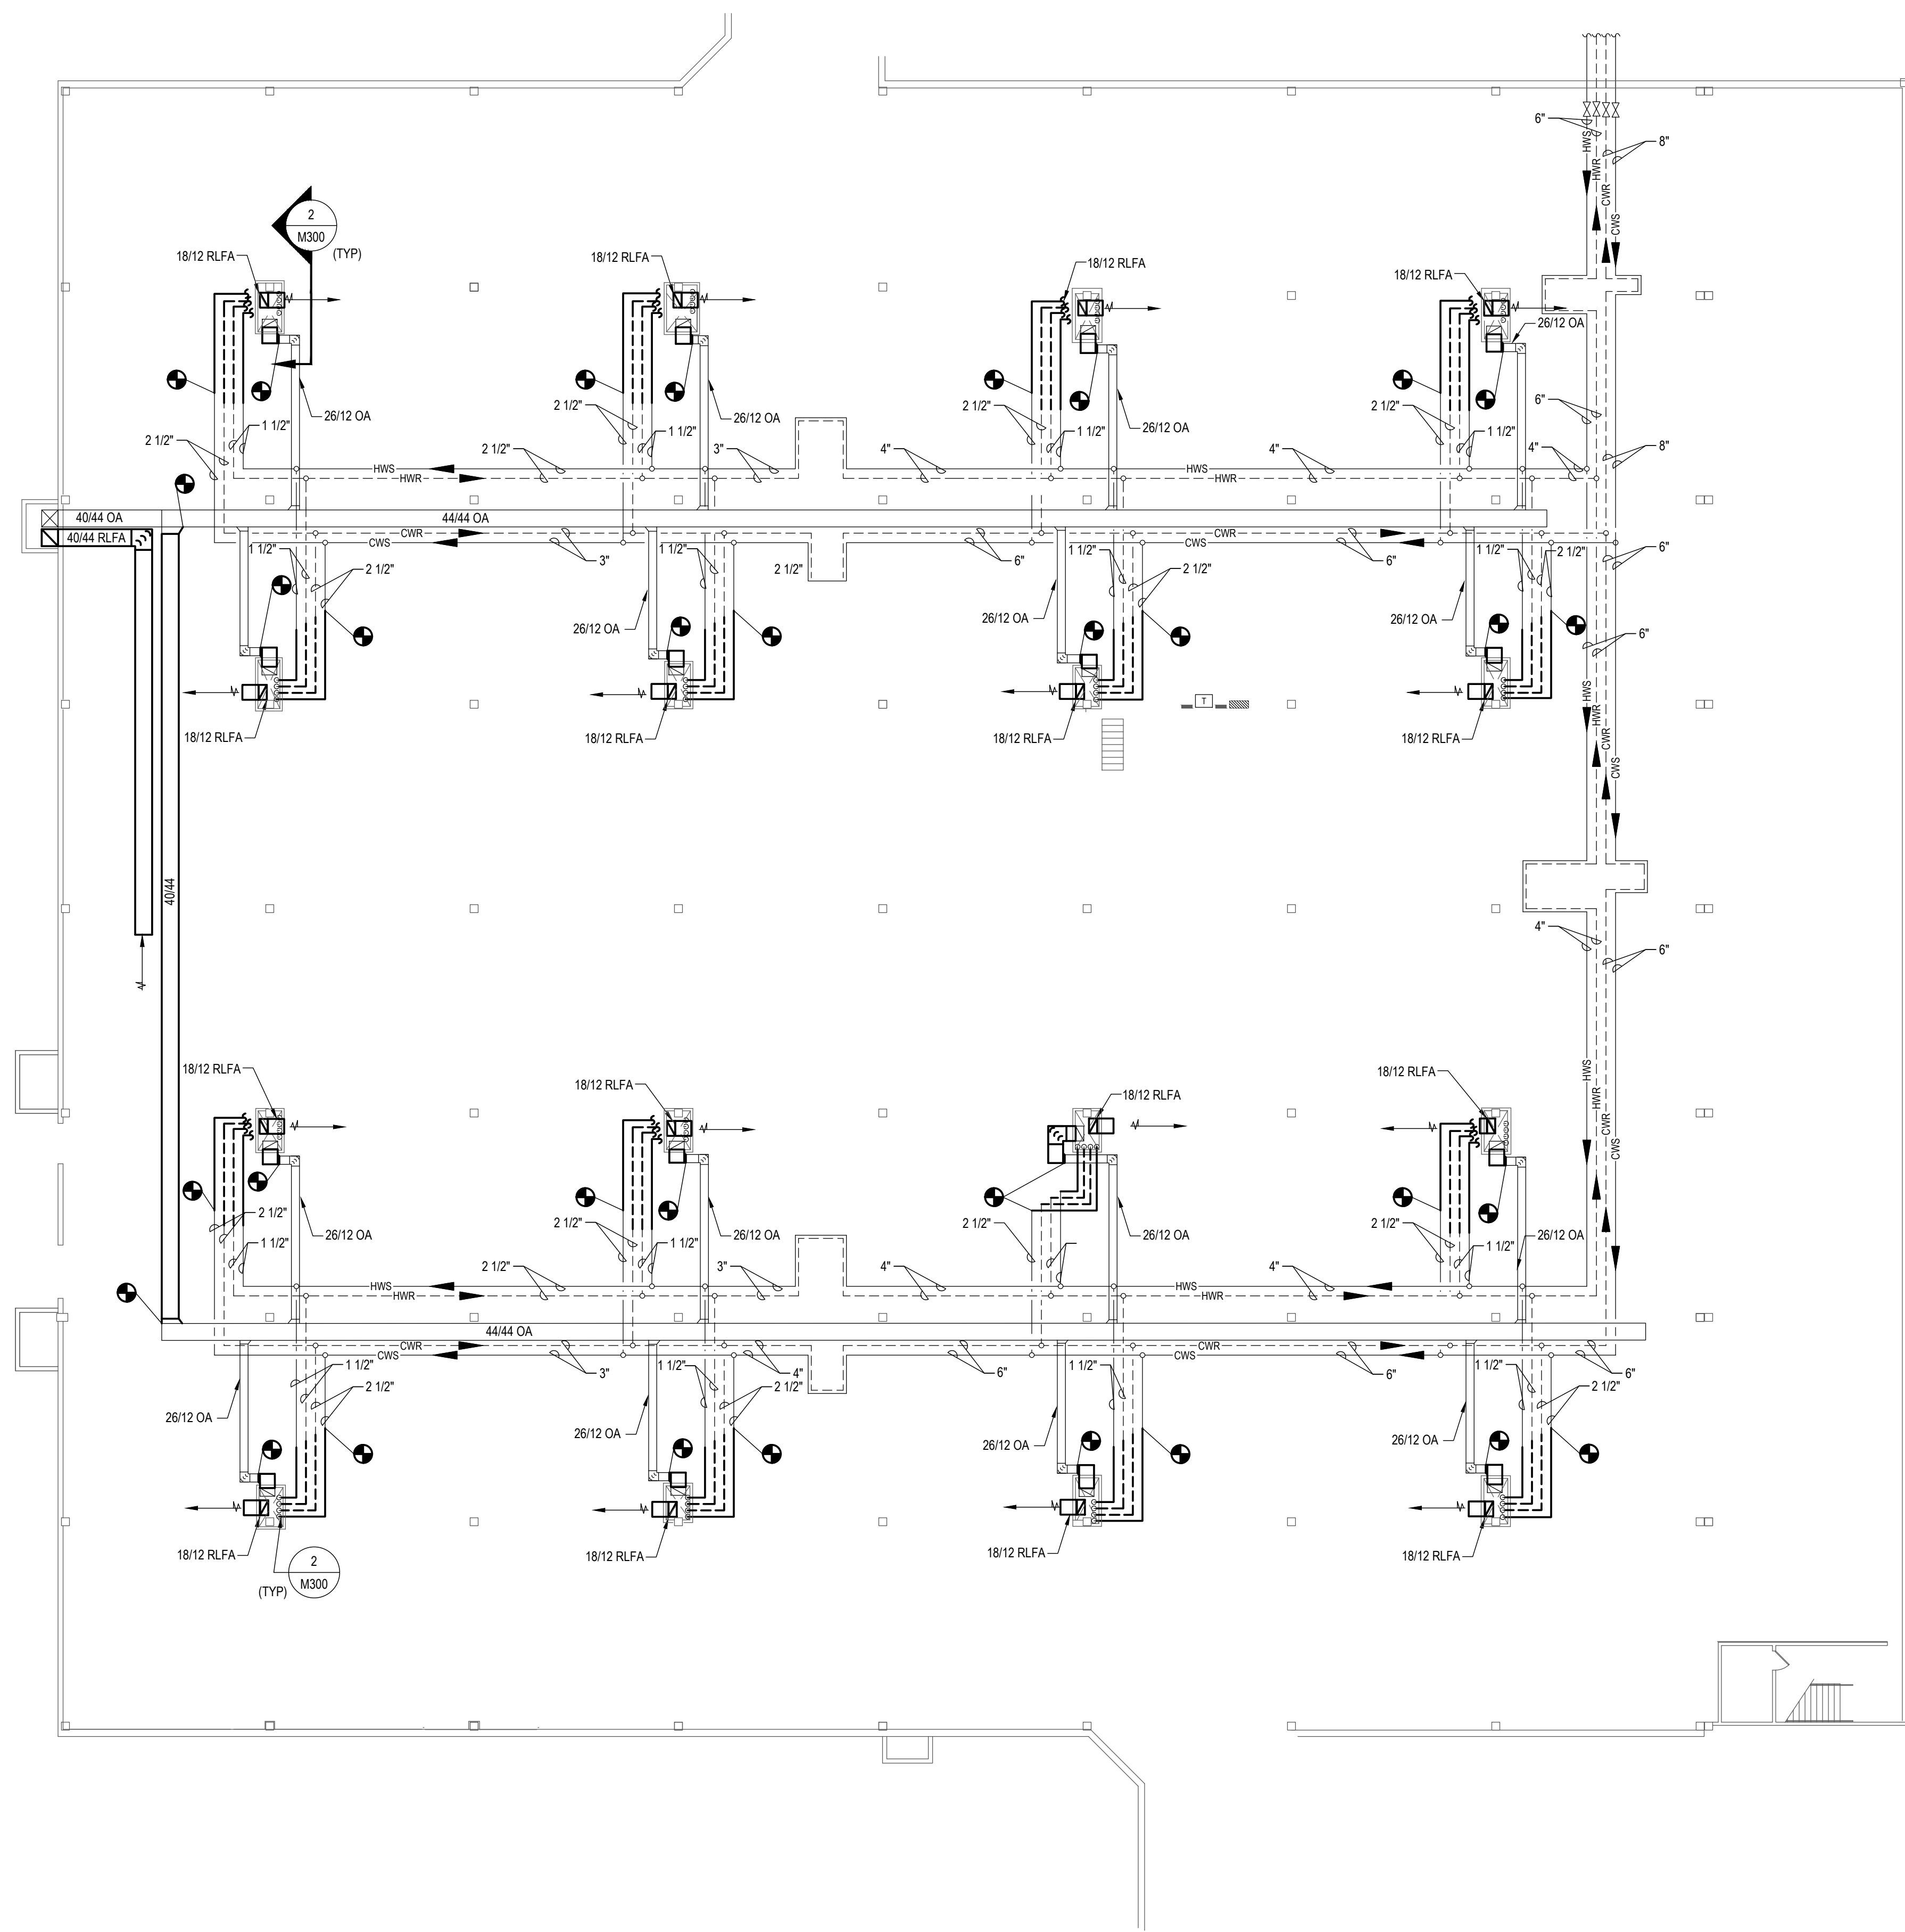 6"
8"
HWS
HWR
CWR
CWS
2
M300
(TYP)
18/12 RLFA
18/12 RLFA
18/12 RLFA
18/12 RLFA
26/12 OA
26/12 OA
26/12 OA
26/12 OA
6"
2 1/2"
2 1/2"
2 1/2"
1 1/2"
1 1/2"
1 1/2"
1 1/2"
2 1/2"
2 1/2"
3"
4"
4"
4"
8"
HWS
HWR
HWS
HWR
40/44 OA
44/44 OA
40/44 RLFA
CWR
CWS
CWR
CWS
1 1/2"
3"
1 1/2"
2 1/2"
6"
1 1/2"
6"
1 1/2"
2 1/2"
6"
2 1/2"
2 1/2"
26/12 OA
26/12 OA
26/12 OA
6"
18/12 RLFA
18/12 RLFA
18/12 RLFA
18/12 RLFA
T
HWS
HWR
CWR
CWS
40/44
4"
6"
18/12 RLFA
18/12 RLFA
18/12 RLFA
18/12 RLFA
HWS
HWR
CWR
CWS
2 1/2"
2 1/2"
2 1/2"
2 1/2"
26/12 OA
26/12 OA
26/12 OA
26/12 OA
1 1/2"
1 1/2"
1 1/2"
2 1/2"
3"
4"
4"
HWS
HWR
HWS
HWR
44/44 OA
CWR
CWS
CWR
CWS
1 1/2"
3"
1 1/2"
4"
6"
1 1/2"
6"
1 1/2"
6"
2 1/2"
2 1/2"
2 1/2"
26/12 OA
26/12 OA
26/12 OA
26/12 OA
18/12 RLFA
18/12 RLFA
18/12 RLFA
18/12 RLFA
2
M300
(TYP)